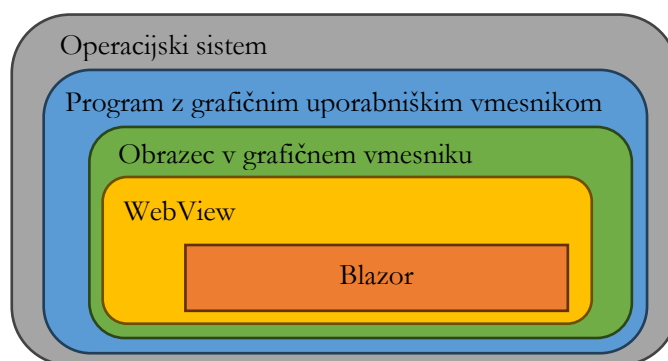 Operacijski sistem
Program z grafičnim uporabniškim vmesnikom
Obrazec v grafičnem vmesniku
WebView
Blazor